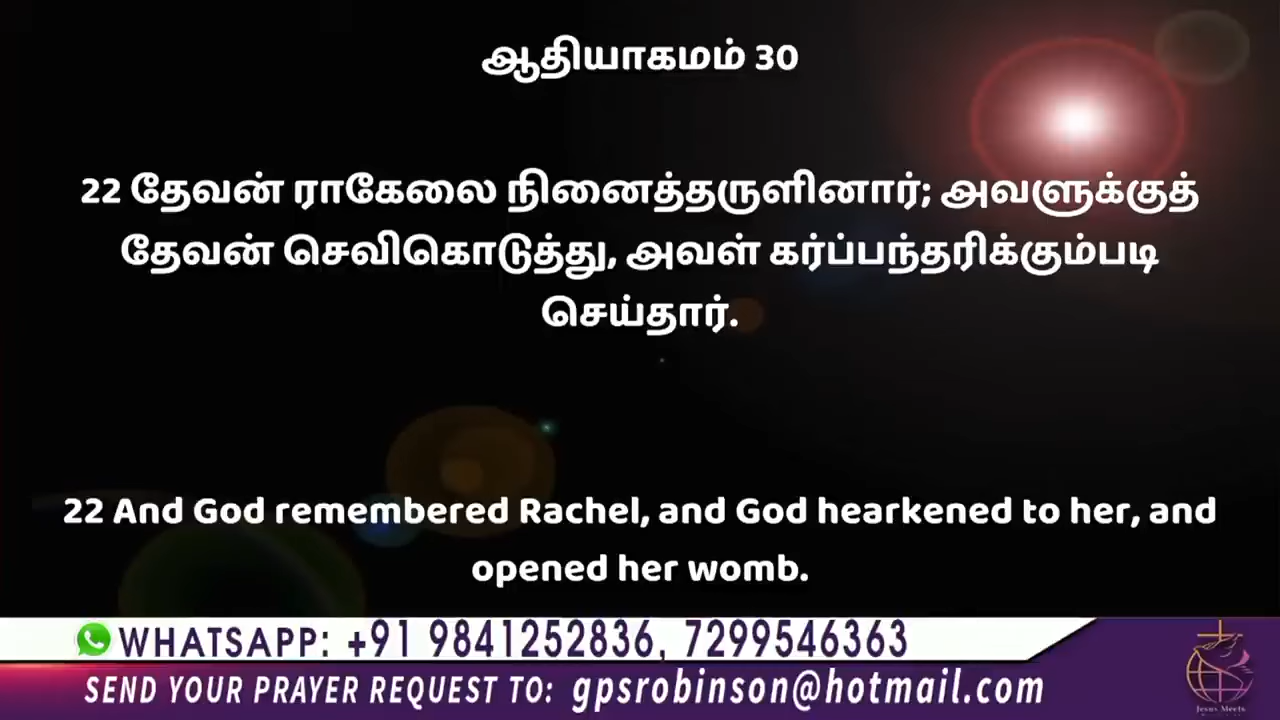 ஆதியாகமம் 30
22 தேவன் ராகேலை நினைத்தருளினார்; அவளுக்குத்
தேவன் செவிகொடுத்து, அவள் கர்ப்பந்தரிக்கும்படி
செய்தார்.
22 And God remembered Rachel, and God hearkened to her, and
opened her womb.
WHATSAPP: +91 9841252836, 7299546363
SEND YOUR PRAYER REQUEST TO: gpsrobinson@hotmail.com
Jesus Meets